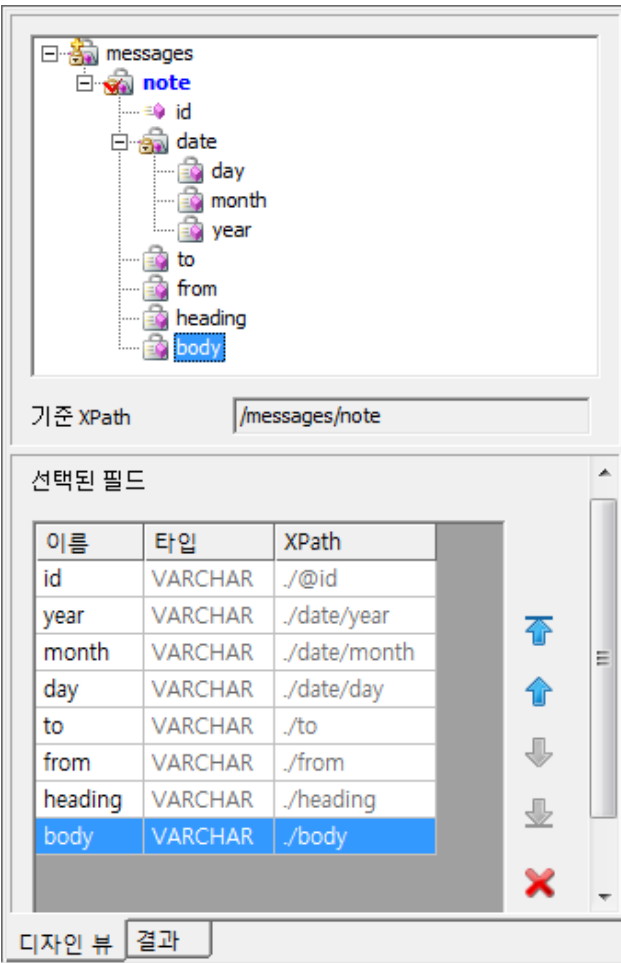 messages
note
id
date
day
month
year
to
from
heading
body
기준 XPath /messages/note
선택된 필드
이름 타입 XPath
id VARCHAR ./@id
year VARCHAR ./date/year
month VARCHAR ./date/month
day VARCHAR ./date/day
to VARCHAR ./to
from VARCHAR ./from
heading VARCHAR ./heading
body VARCHAR ./body
디자인 뷰 결과